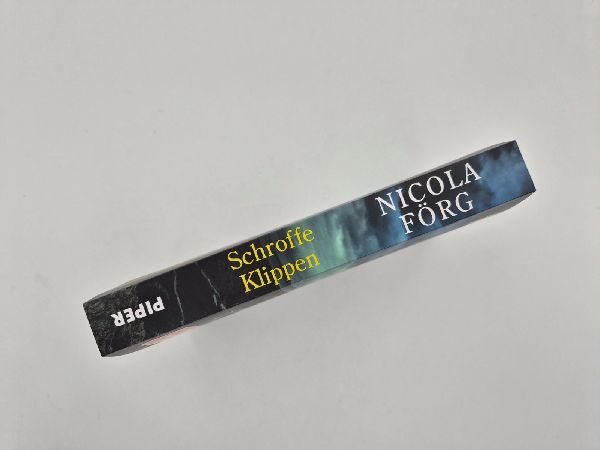 NICOLA
FÖRG
Schroffe
Klippen
PIPER